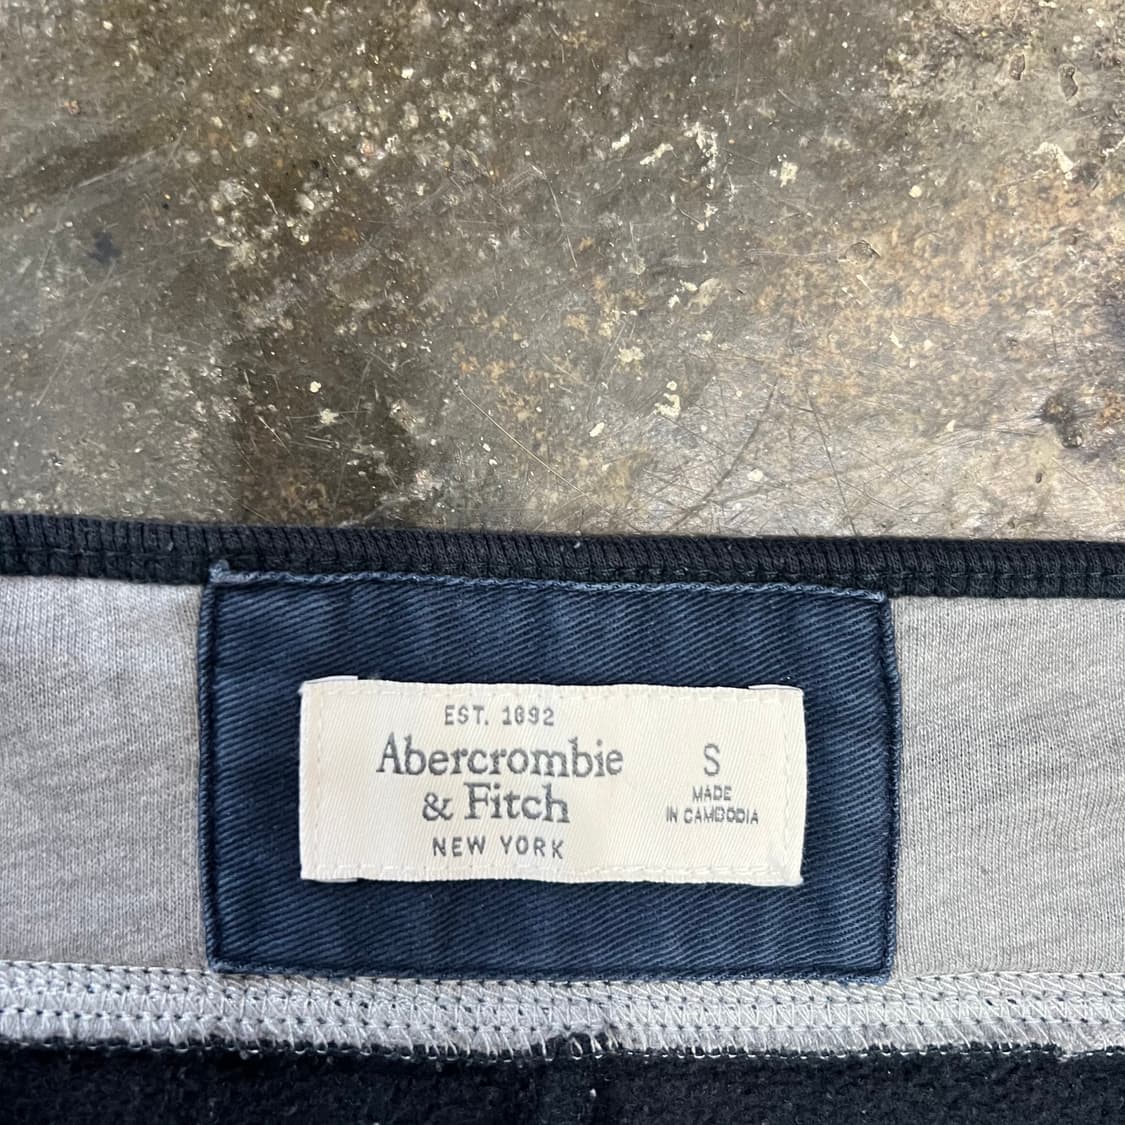 EST. 1892
Abercrombie
& Fitch
NEW YORK
S
MADE
IN CAMBODIA